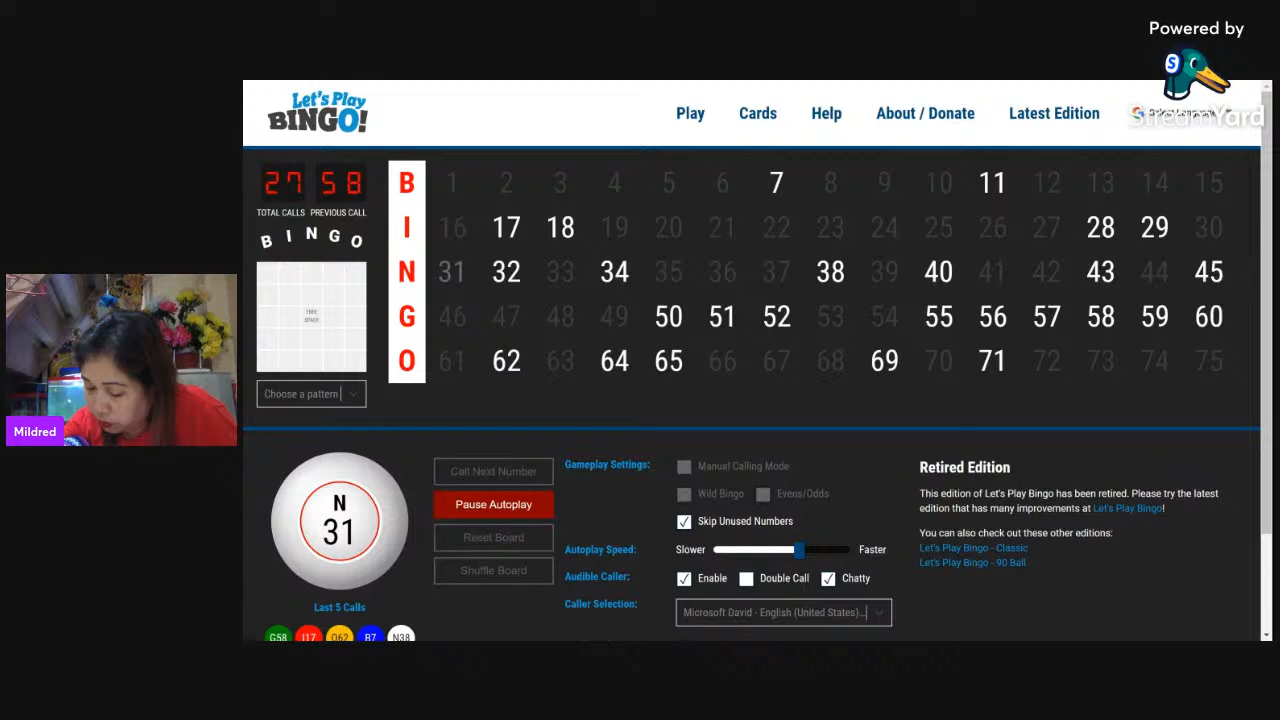 Powered by
StreamYard
Let's Play
BINGO!
Play Cards Help About / Donate Latest Edition Select Language
27 58
TOTAL CALLS PREVIOUS CALL
B I N G O
FREE
SPACE
Choose a pattern
B 1 2 3 4 5 6 7 8 9 10 11 12 13 14 15
I 16 17 18 19 20 21 22 23 24 25 26 27 28 29 30
N 31 32 33 34 35 36 37 38 39 40 41 42 43 44 45
G 46 47 48 49 50 51 52 53 54 55 56 57 58 59 60
O 61 62 63 64 65 66 67 68 69 70 71 72 73 74 75
Mildred
N
31
Last 5 Calls
G58 I17 O62 B7 N38
Call Next Number
Pause Autoplay
Reset Board
Shuffle Board
Gameplay Settings:
Manual Calling Mode
Wild Bingo Evens/Odds
Skip Unused Numbers
Autoplay Speed: Slower Faster
Audible Caller: Enable Double Call Chatty
Caller Selection: Microsoft David - English (United States)...
Retired Edition
This edition of Let's Play Bingo has been retired. Please try the latest
edition that has many improvements at Let's Play Bingo!
You can also check out these other editions:
Let's Play Bingo - Classic
Let's Play Bingo - 90 Ball